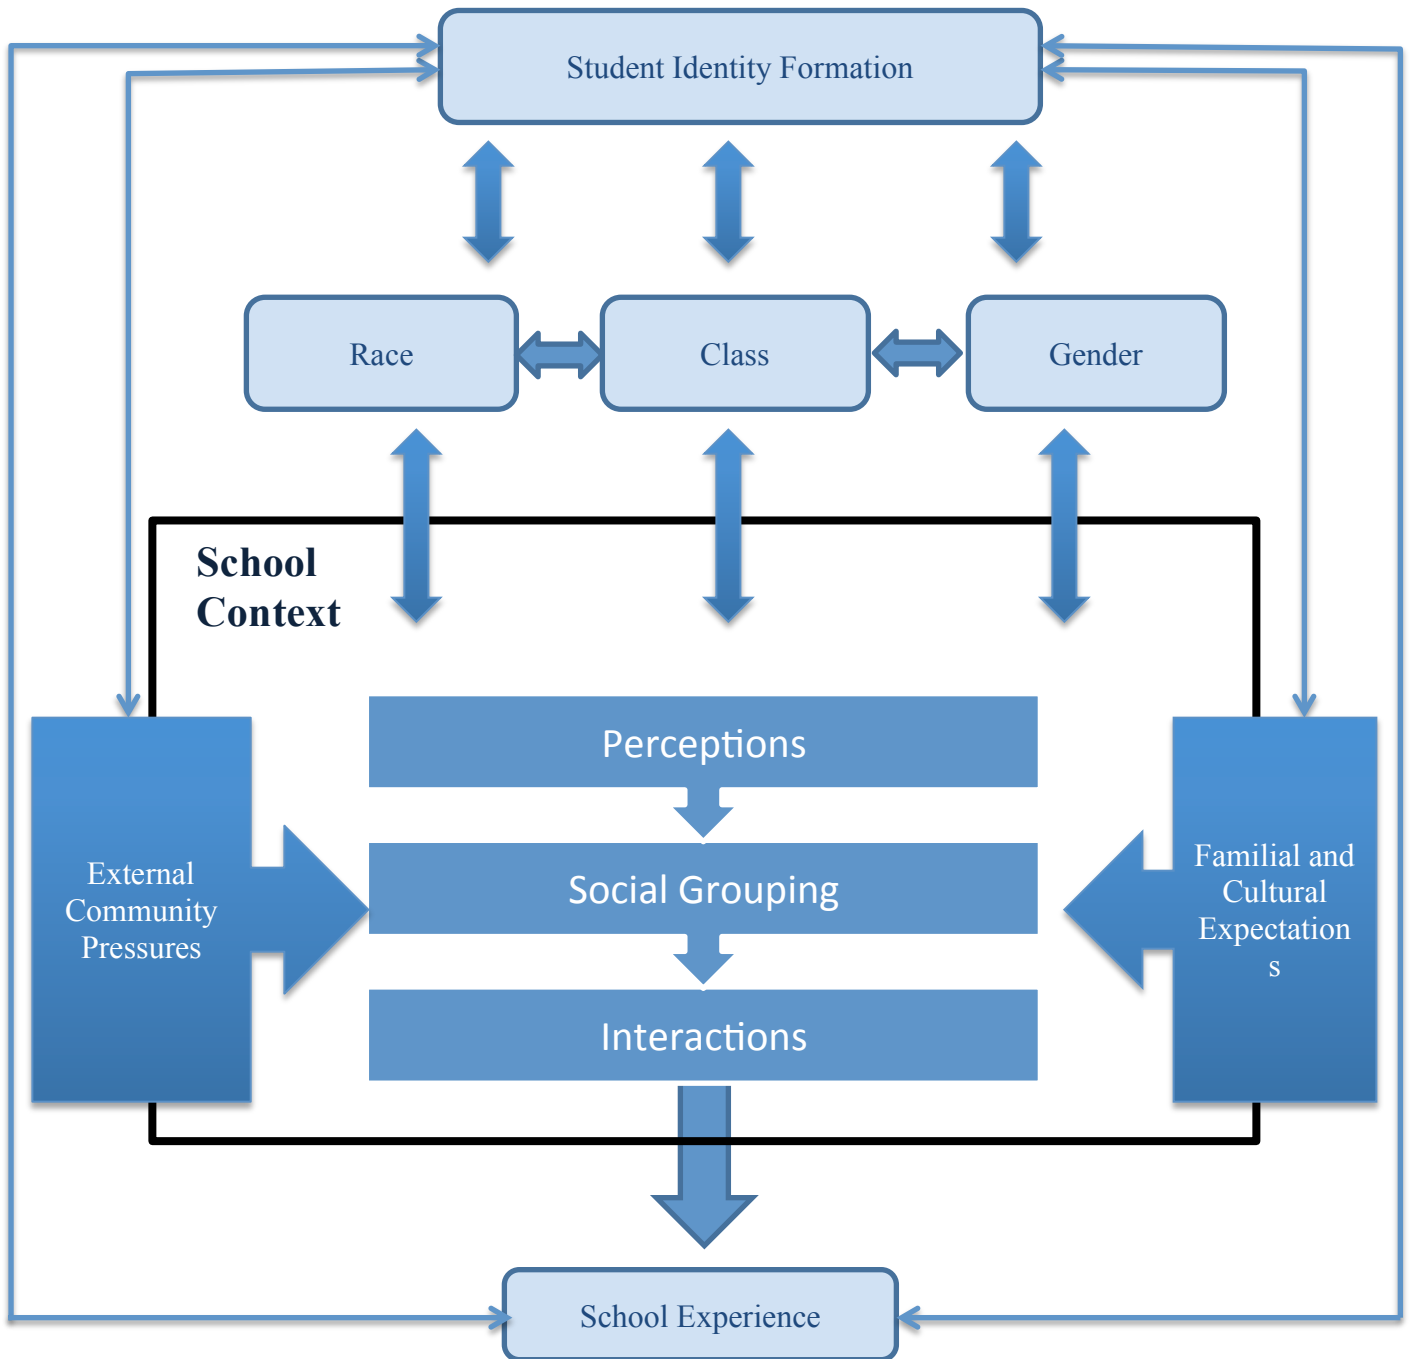 Student Identity Formation
Race
Class
Gender
School
Context
Perceptions
Social Grouping
Interactions
External
Community
Pressures
Familial and
Cultural
Expectation
s
School Experience